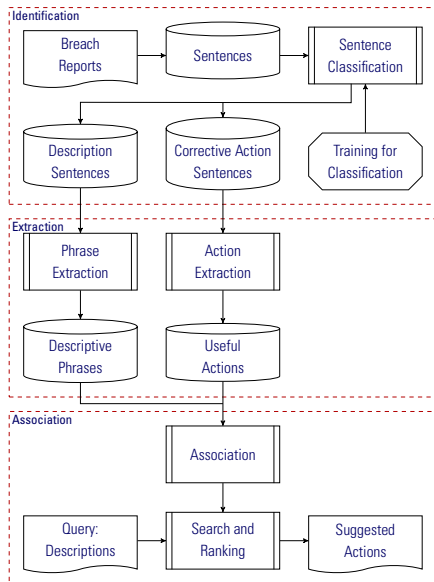 Identification
Breach
Reports
Sentences
Sentence
Classification
Description
Sentences
Corrective Action
Sentences
Training for
Classification
Extraction
Phrase
Extraction
Action
Extraction
Descriptive
Phrases
Useful
Actions
Association
Association
Query:
Descriptions
Search and
Ranking
Suggested
Actions